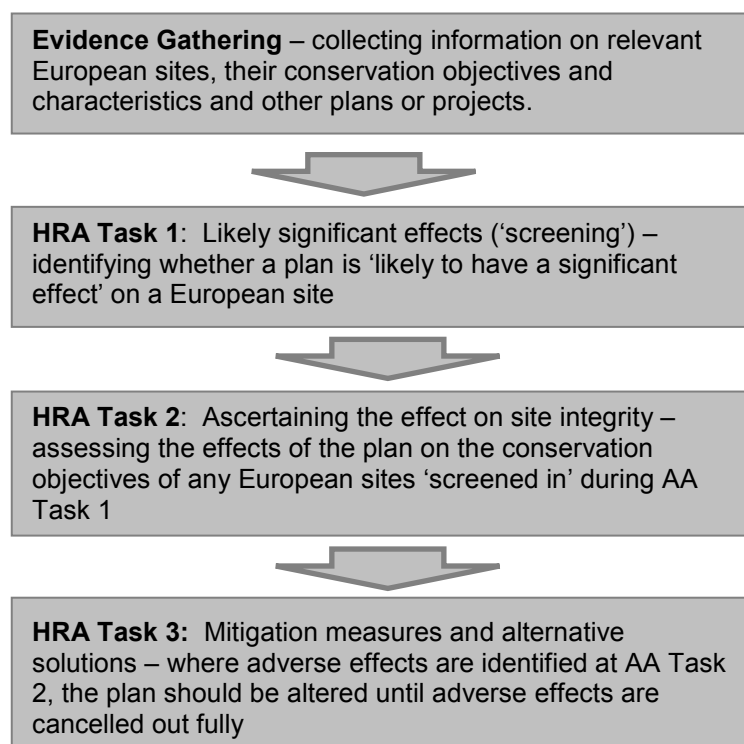 Evidence Gathering – collecting information on relevant
European sites, their conservation objectives and
characteristics and other plans or projects.
HRA Task 1:  Likely significant effects (‘screening’) –
identifying whether a plan is ‘likely to have a significant
effect’ on a European site
HRA Task 2:  Ascertaining the effect on site integrity –
assessing the effects of the plan on the conservation
objectives of any European sites ‘screened in’ during AA
Task 1
HRA Task 3:  Mitigation measures and alternative
solutions – where adverse effects are identified at AA Task
2, the plan should be altered until adverse effects are
cancelled out fully